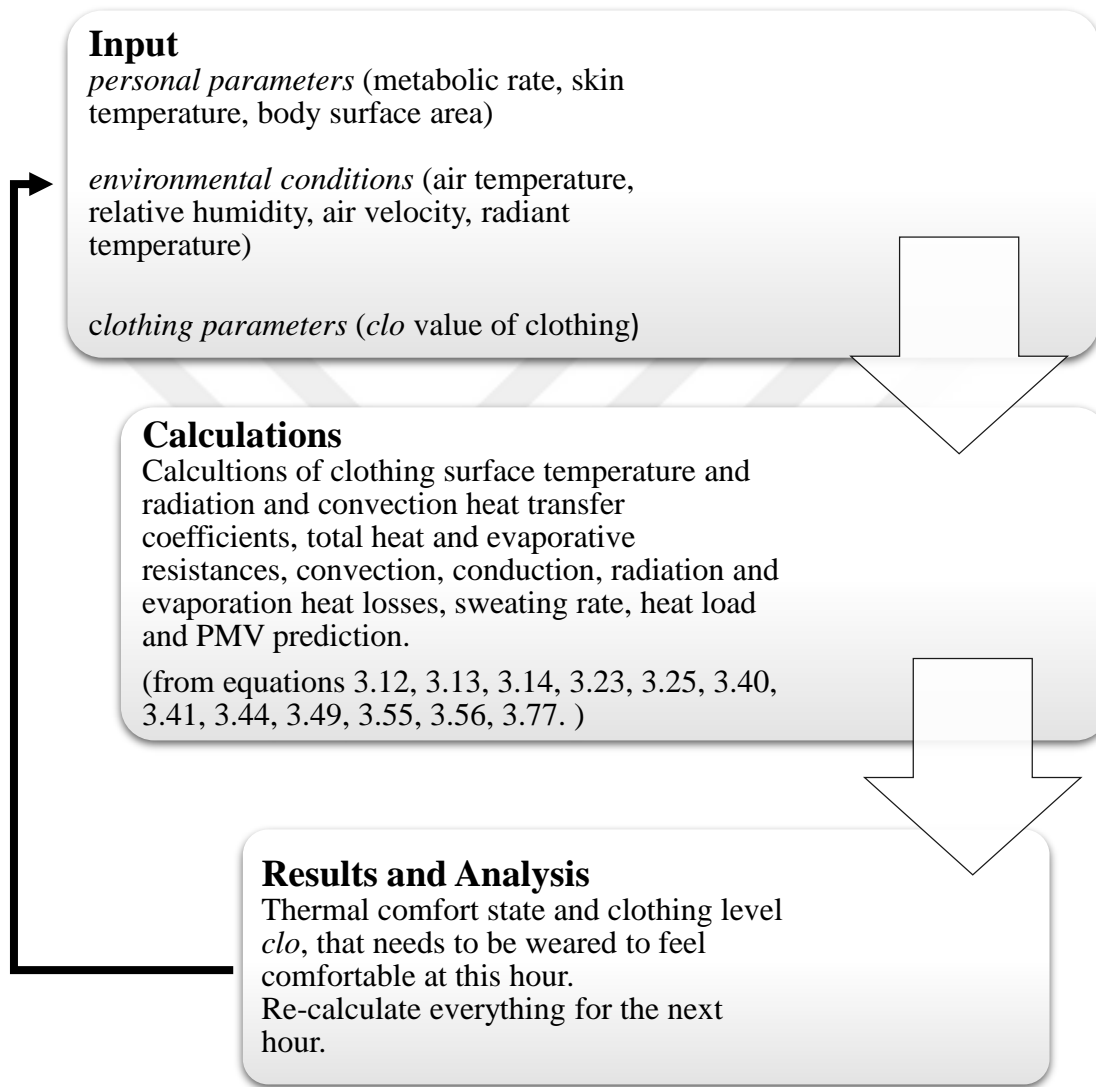 Input
personal parameters (metabolic rate, skin
temperature, body surface area)
environmental conditions (air temperature,
relative humidity, air velocity, radiant
temperature)
clothing parameters (clo value of clothing)
Calculations
Calcultions of clothing surface temperature and
radiation and convection heat transfer
coefficients, total heat and evaporative
resistances, convection, conduction, radiation and
evaporation heat losses, sweating rate, heat load
and PMV prediction.
(from equations 3.12, 3.13, 3.14, 3.23, 3.25, 3.40,
3.41, 3.44, 3.49, 3.55, 3.56, 3.77. )
Results and Analysis
Thermal comfort state and clothing level
clo, that needs to be weared to feel
comfortable at this hour.
Re-calculate everything for the next
hour.